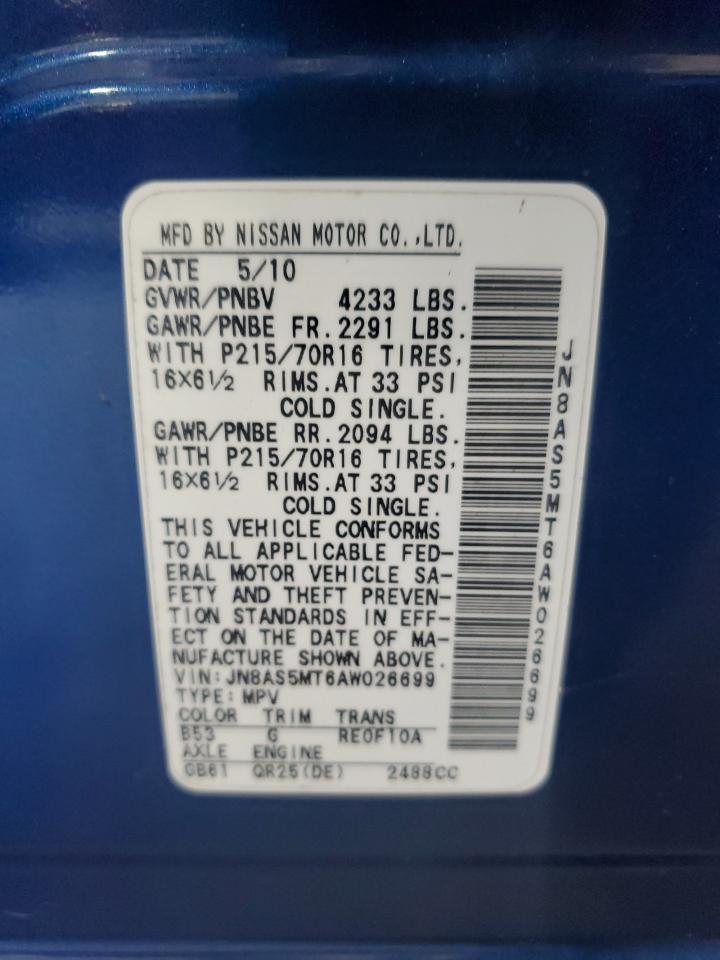 MFD BY NISSAN MOTOR CO.,LTD.
DATE 5/10
GVWR/PNBV 4233 LBS.
GAWR/PNBE FR.2291 LBS.
WITH P215/70R16 TIRES,
16X6½ RIMS.AT 33 PSI
COLD SINGLE.
GAWR/PNBE RR.2094 LBS.
WITH P215/70R16 TIRES,
16X6½ RIMS.AT 33 PSI
COLD SINGLE.
THIS VEHICLE CONFORMS
TO ALL APPLICABLE FED-
ERAL MOTOR VEHICLE SA-
FETY AND THEFT PREVEN-
TION STANDARDS IN EFF-
ECT ON THE DATE OF MA-
NUFACTURE SHOWN ABOVE.
VIN:JN8AS5MT6AW026699
TYPE:MPV
COLOR TRIM TRANS
B53 G RE0F10A
AXLE ENGINE
GB61 QR25(DE) 2488CC
JN8AS5MT6AW026699